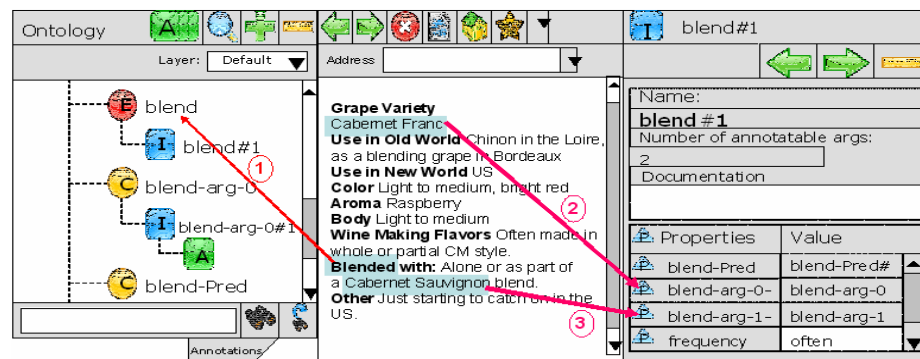 Ontology
A
Layer: Default
E blend
I blend#1
C blend-arg-0
I blend-arg-0#1
A
C blend-Pred
Annotations
Address
Grape Variety
Cabernet Franc
Use in Old World Chinon in the Loire,
as a blending grape in Bordeaux
Use in New World US
Color Light to medium, bright red
Aroma Raspberry
Body Light to medium
Wine Making Flavors Often made in
whole or partial CM style.
Blended with: Alone or as part of
a Cabernet Sauvignon blend.
Other Just starting to catch on in the
US.
1
2
3
I blend#1
Name:
blend #1
Number of annotatable args:
2
Documentation
P Properties Value
P blend-Pred blend-Pred#
P blend-arg-0- blend-arg-0
P blend-arg-1- blend-arg-1
P frequency often